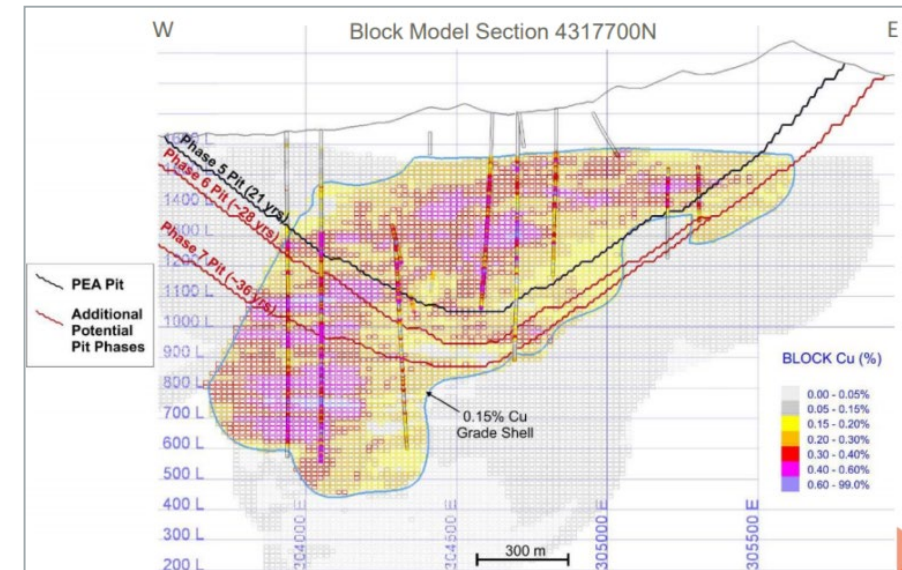 W
Block Model Section 4317700N
E
Phase 5 Pit (21 yrs)
Phase 6 Pit (~28 yrs)
Phase 7 Pit (~36 yrs)
1400 L
1200 L
1100 L
1000 L
900 L
800 L
700 L
600 L
500 L
400 L
300 L
200 L
PEA Pit
Additional
Potential
Pit Phases
0.15% Cu
Grade Shell
BLOCK Cu (%)
0.00 - 0.05%
0.05 - 0.15%
0.15 - 0.20%
0.20 - 0.30%
0.30 - 0.40%
0.40 - 0.60%
0.60 - 99.0%
305000 E
305500 E
300 m